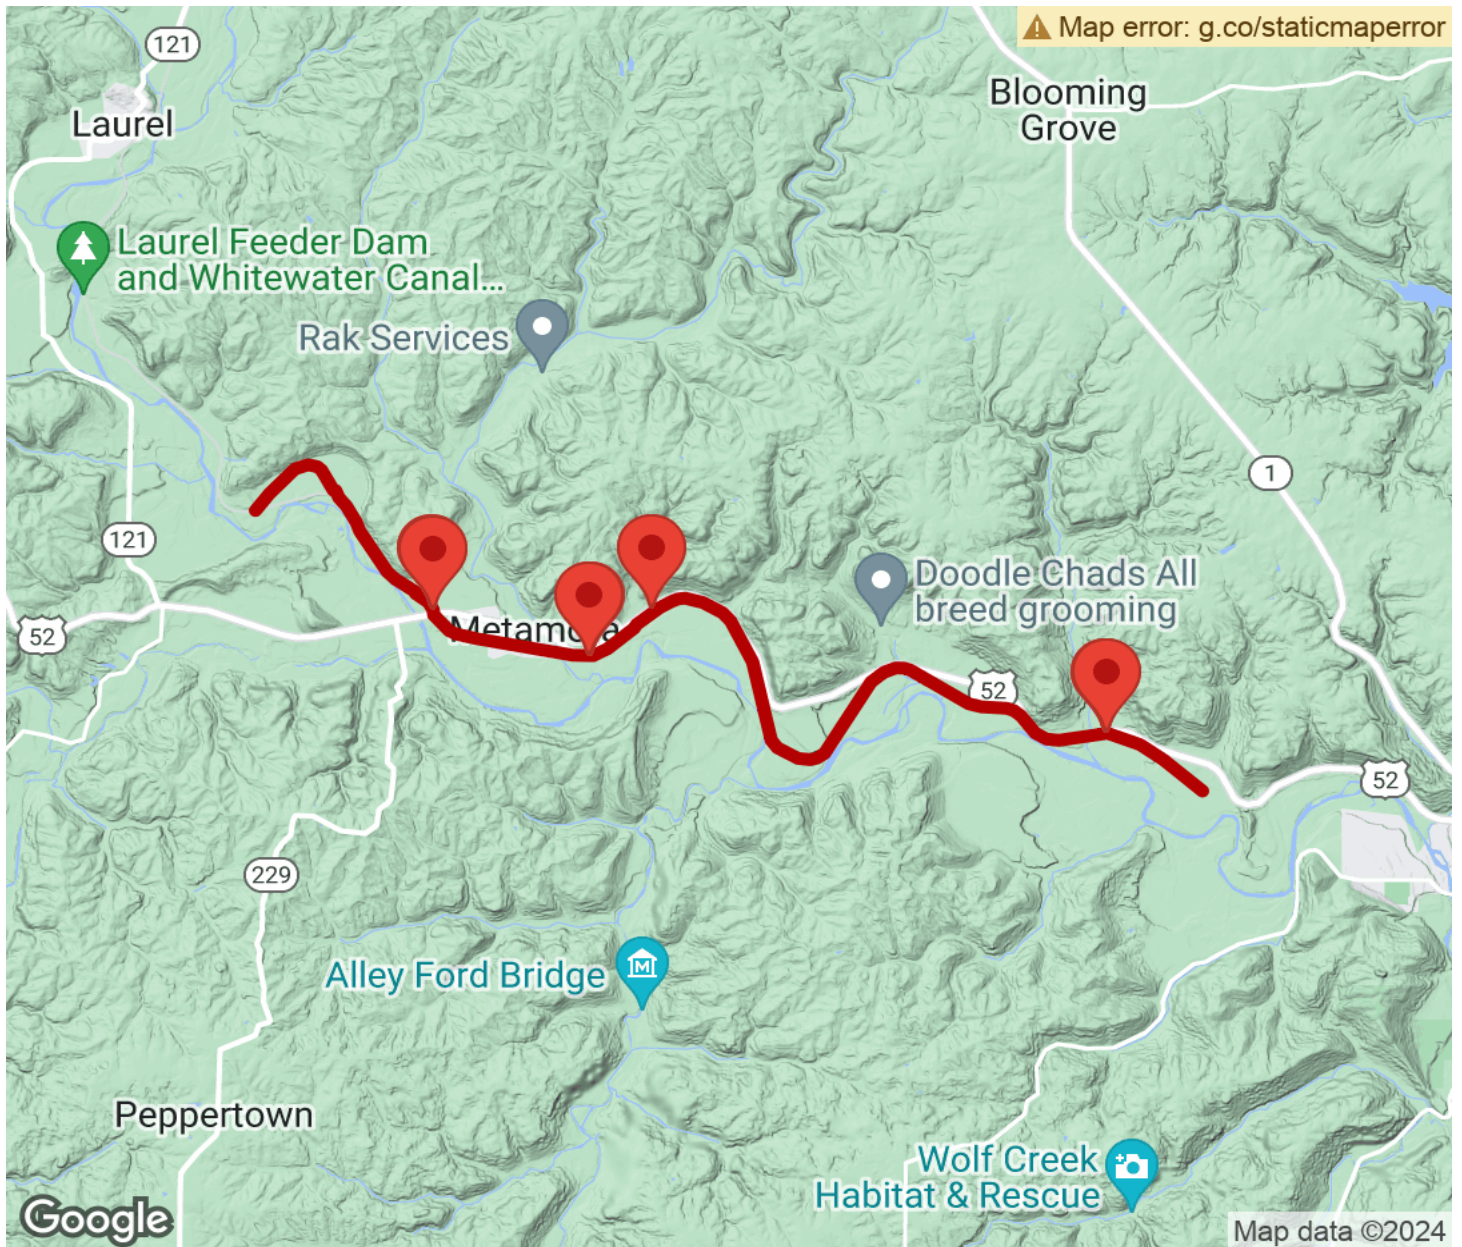 Map error: g.co/staticmaperror
121
Laurel
Blooming
Grove
Laurel Feeder Dam
and Whitewater Canal...
Rak Services
1
121
52
Metamora
Doodle Chads All
breed grooming
52
52
229
Alley Ford Bridge
M
Peppertown
Wolf Creek
Habitat & Rescue
Google
Map data ©2024